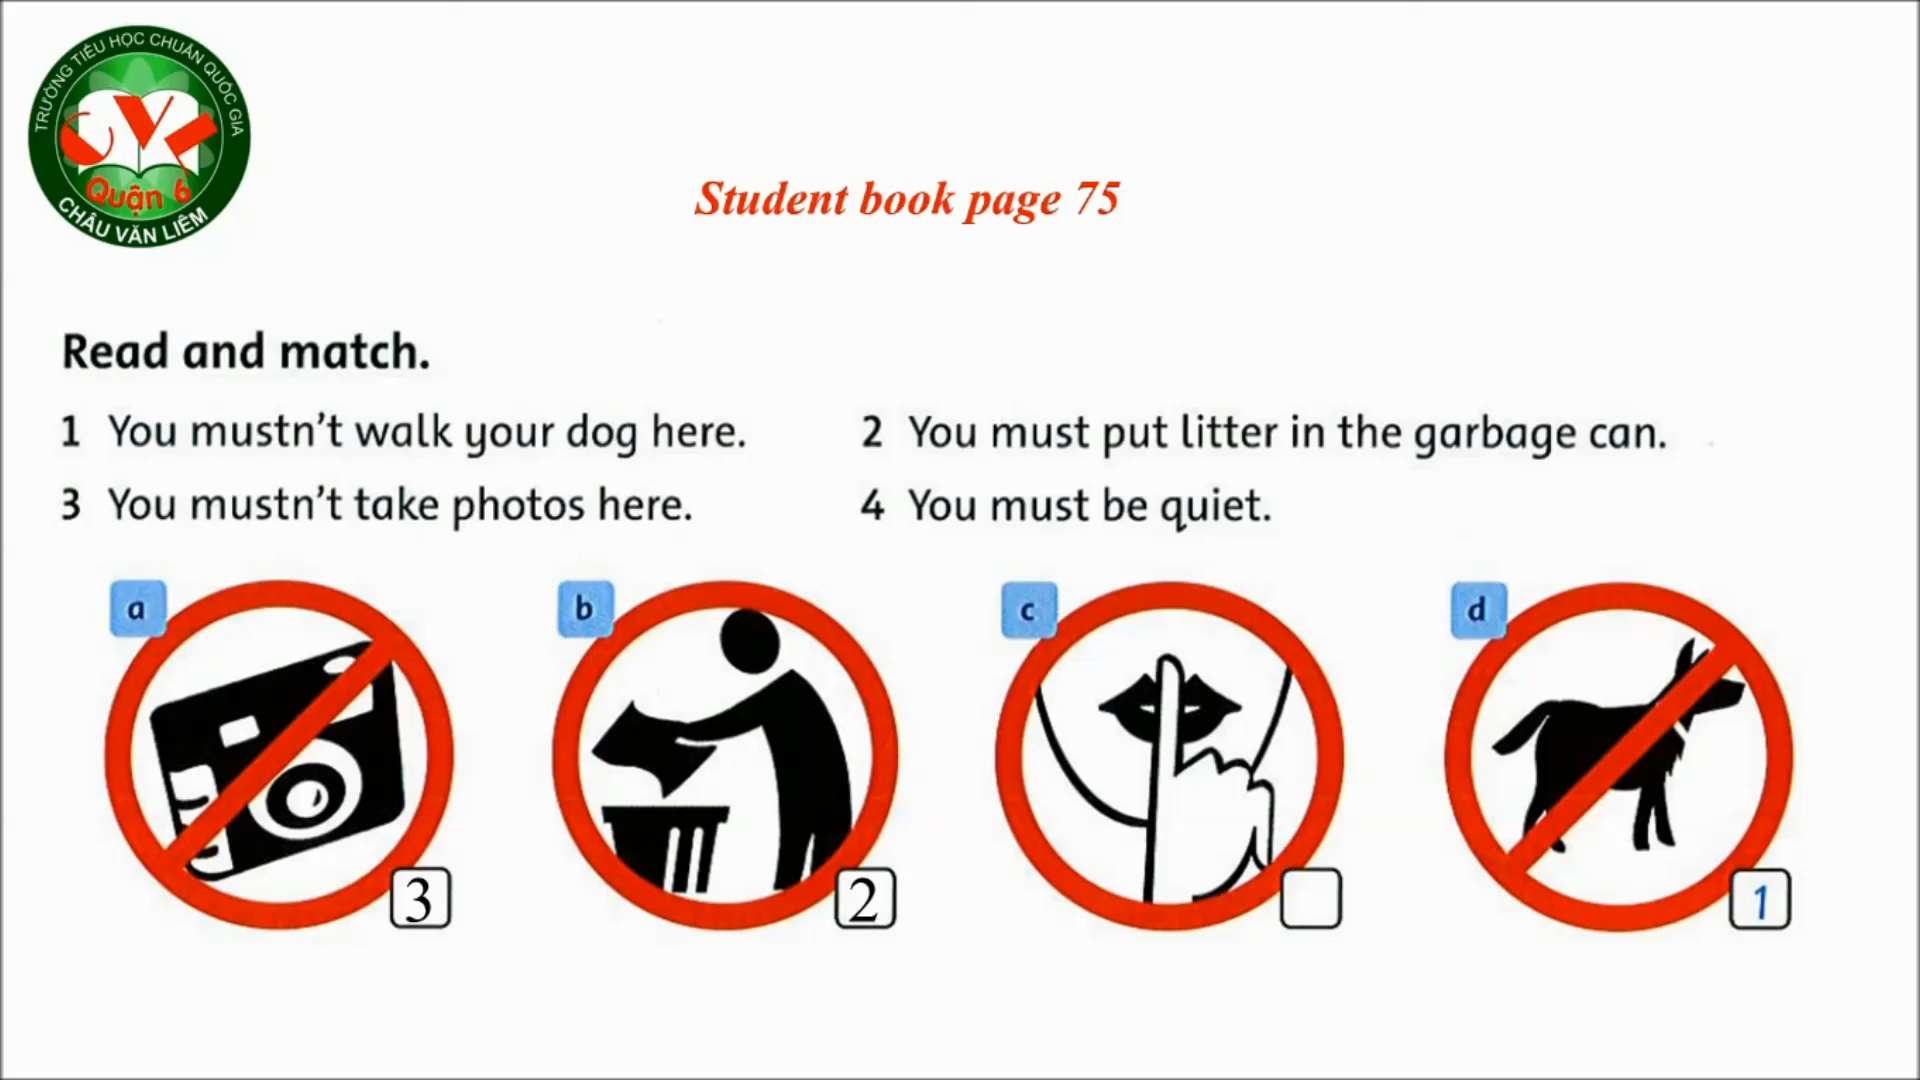 TRƯỜNG TIỂU HỌC CHUẨN QUỐC GIA
CVL
Quận 6
CHÂU VĂN LIÊM
Student book page 75
Read and match.
1 You mustn't walk your dog here.
2 You must put litter in the garbage can.
3 You mustn't take photos here.
4 You must be quiet.
a
b
c
d
3
2
1